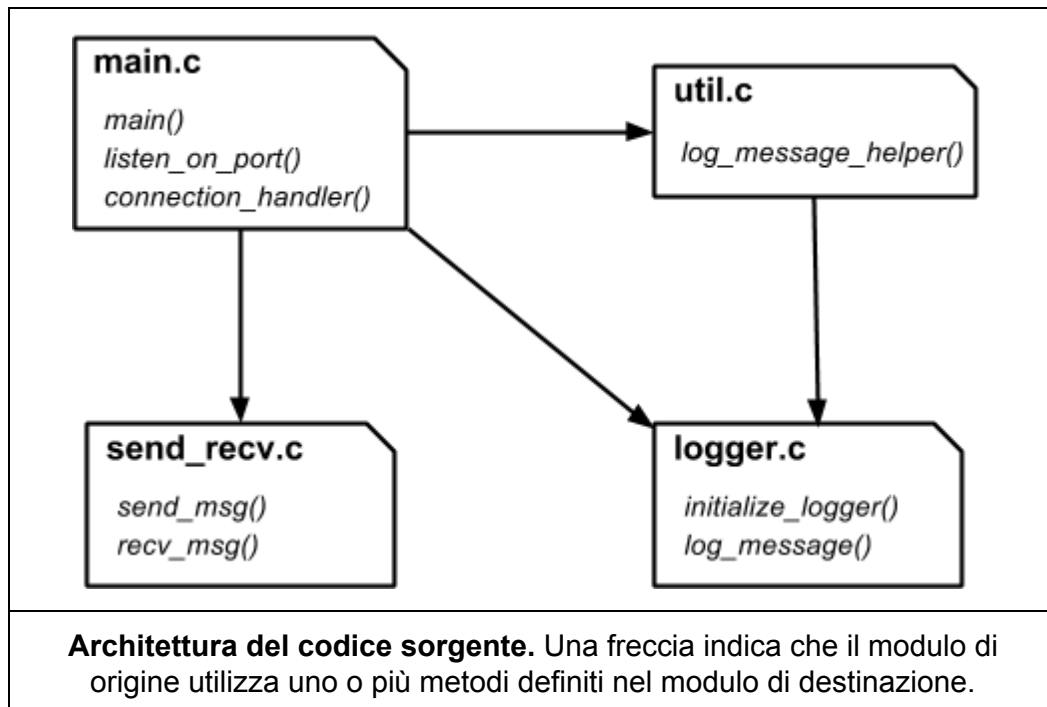 main.c
main()
listen_on_port()
connection_handler()
util.c
log_message_helper()
send_recv.c
send_msg()
recv_msg()
logger.c
initialize_logger()
log_message()
Architettura del codice sorgente. Una freccia indica che il modulo di
origine utilizza uno o più metodi definiti nel modulo di destinazione.